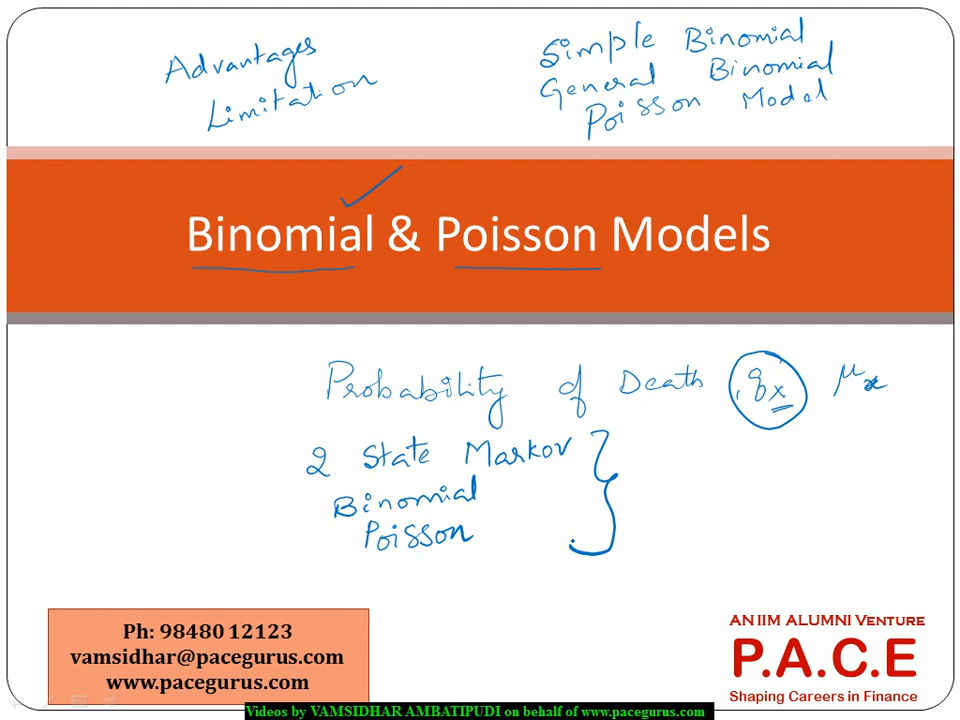 Advantages
Limitation
Simple Binomial
General Binomial
Poisson Model
Binomial & Poisson Models
Probability of Death qx μx
2 State Markov
Binomial
Poisson
Ph: 98480 12123
vamsidhar@pacegurus.com
www.pacegurus.com
AN IIM ALUMNI VENTURE
P.A.C.E
Shaping Careers in Finance
Videos by VAMSIDHAR AMBATIPUDI on behalf of www.pacegurus.com